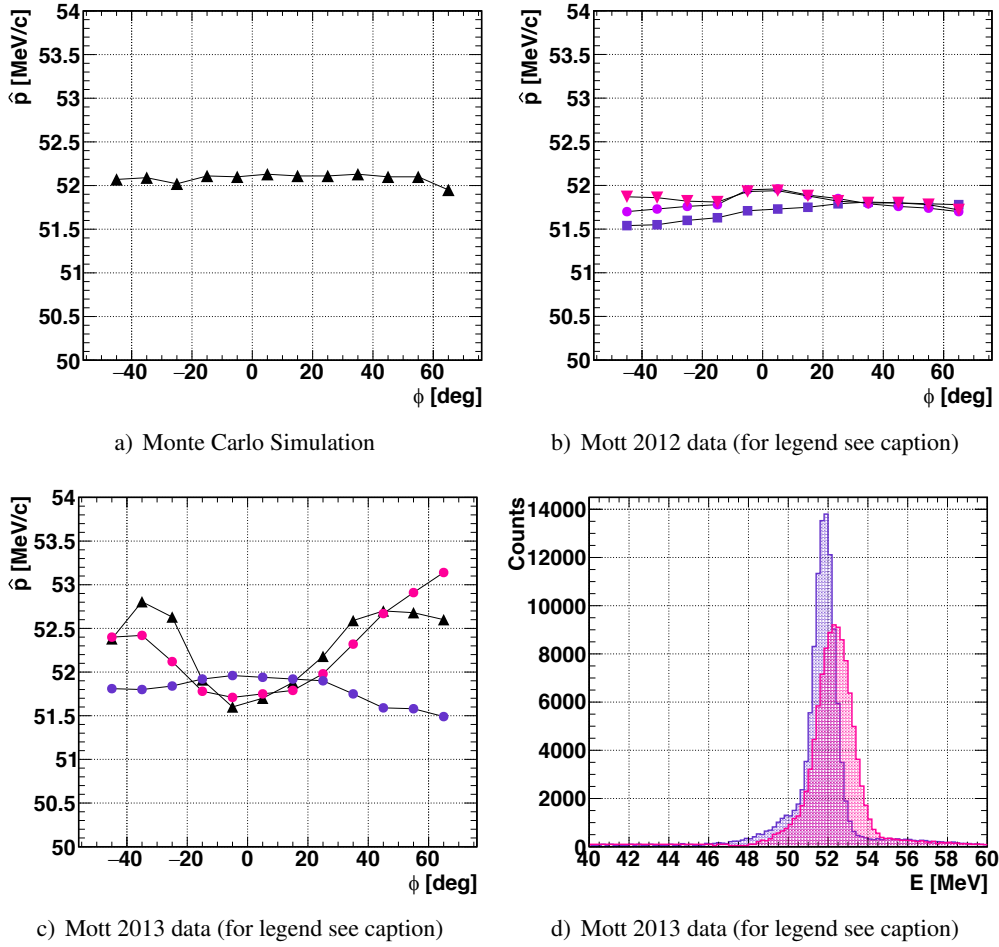 54
53.5
53
52.5
52
51.5
51
50.5
50
p̂ [MeV/c]
−40 −20 0 20 40 60
ϕ [deg]
a) Monte Carlo Simulation
54
53.5
53
52.5
52
51.5
51
50.5
50
p̂ [MeV/c]
−40 −20 0 20 40 60
ϕ [deg]
b) Mott 2012 data (for legend see caption)
54
53.5
53
52.5
52
51.5
51
50.5
50
p̂ [MeV/c]
−40 −20 0 20 40 60
ϕ [deg]
c) Mott 2013 data (for legend see caption)
14000
12000
10000
8000
6000
4000
2000
0
Counts
40 42 44 46 48 50 52 54 56 58 60
E [MeV]
d) Mott 2013 data (for legend see caption)